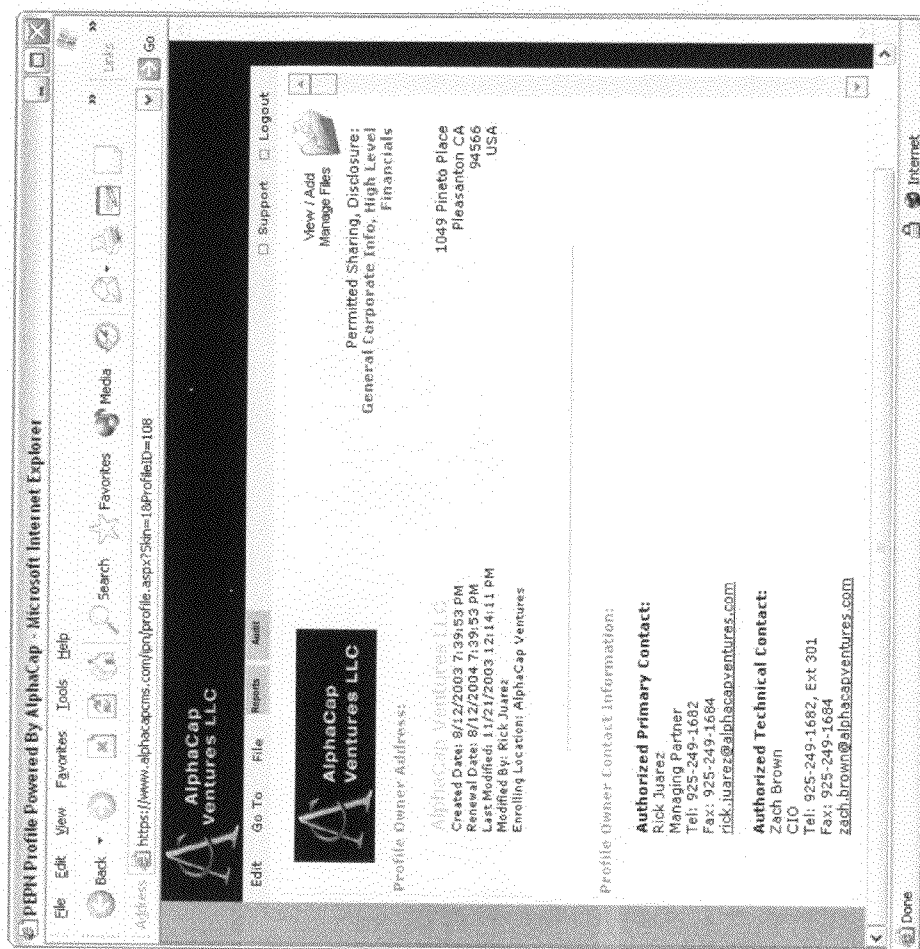 PEPN Profile Powered By AlphaCap - Microsoft Internet Explorer
File Edit View Favorites Tools Help
Back Search Favorites Media Links
Address https://www.alphacapcms.com/ipn/profile.aspx?Skin=1&ProfileID=108 Go
AlphaCap
Ventures LLC
Edit Go To File Reports Audit Support Logout
AlphaCap
Ventures LLC
View / Add
Manage Files
Permitted Sharing, Disclosure:
General Corporate Info, High Level
Financials
Profile Owner Address:
AlphaCap Ventures LLC
Created Date: 8/12/2003 7:39:53 PM
Renewal Date: 8/12/2004 7:39:53 PM
Last Modified: 11/21/2003 12:14:11 PM
Modified By: Rick Juarez
Enrolling Location: AlphaCap Ventures
1049 Pineto Place
Pleasanton CA
94566
USA
Profile Owner Contact Information:
Authorized Primary Contact:
Rick Juarez
Managing Partner
Tel: 925-249-1682
Fax: 925-249-1684
rick.juarez@alphacapventures.com
Authorized Technical Contact:
Zach Brown
CIO
Tel: 925-249-1682, Ext 301
Fax: 925-249-1684
zach.brown@alphacapventures.com
Done Internet